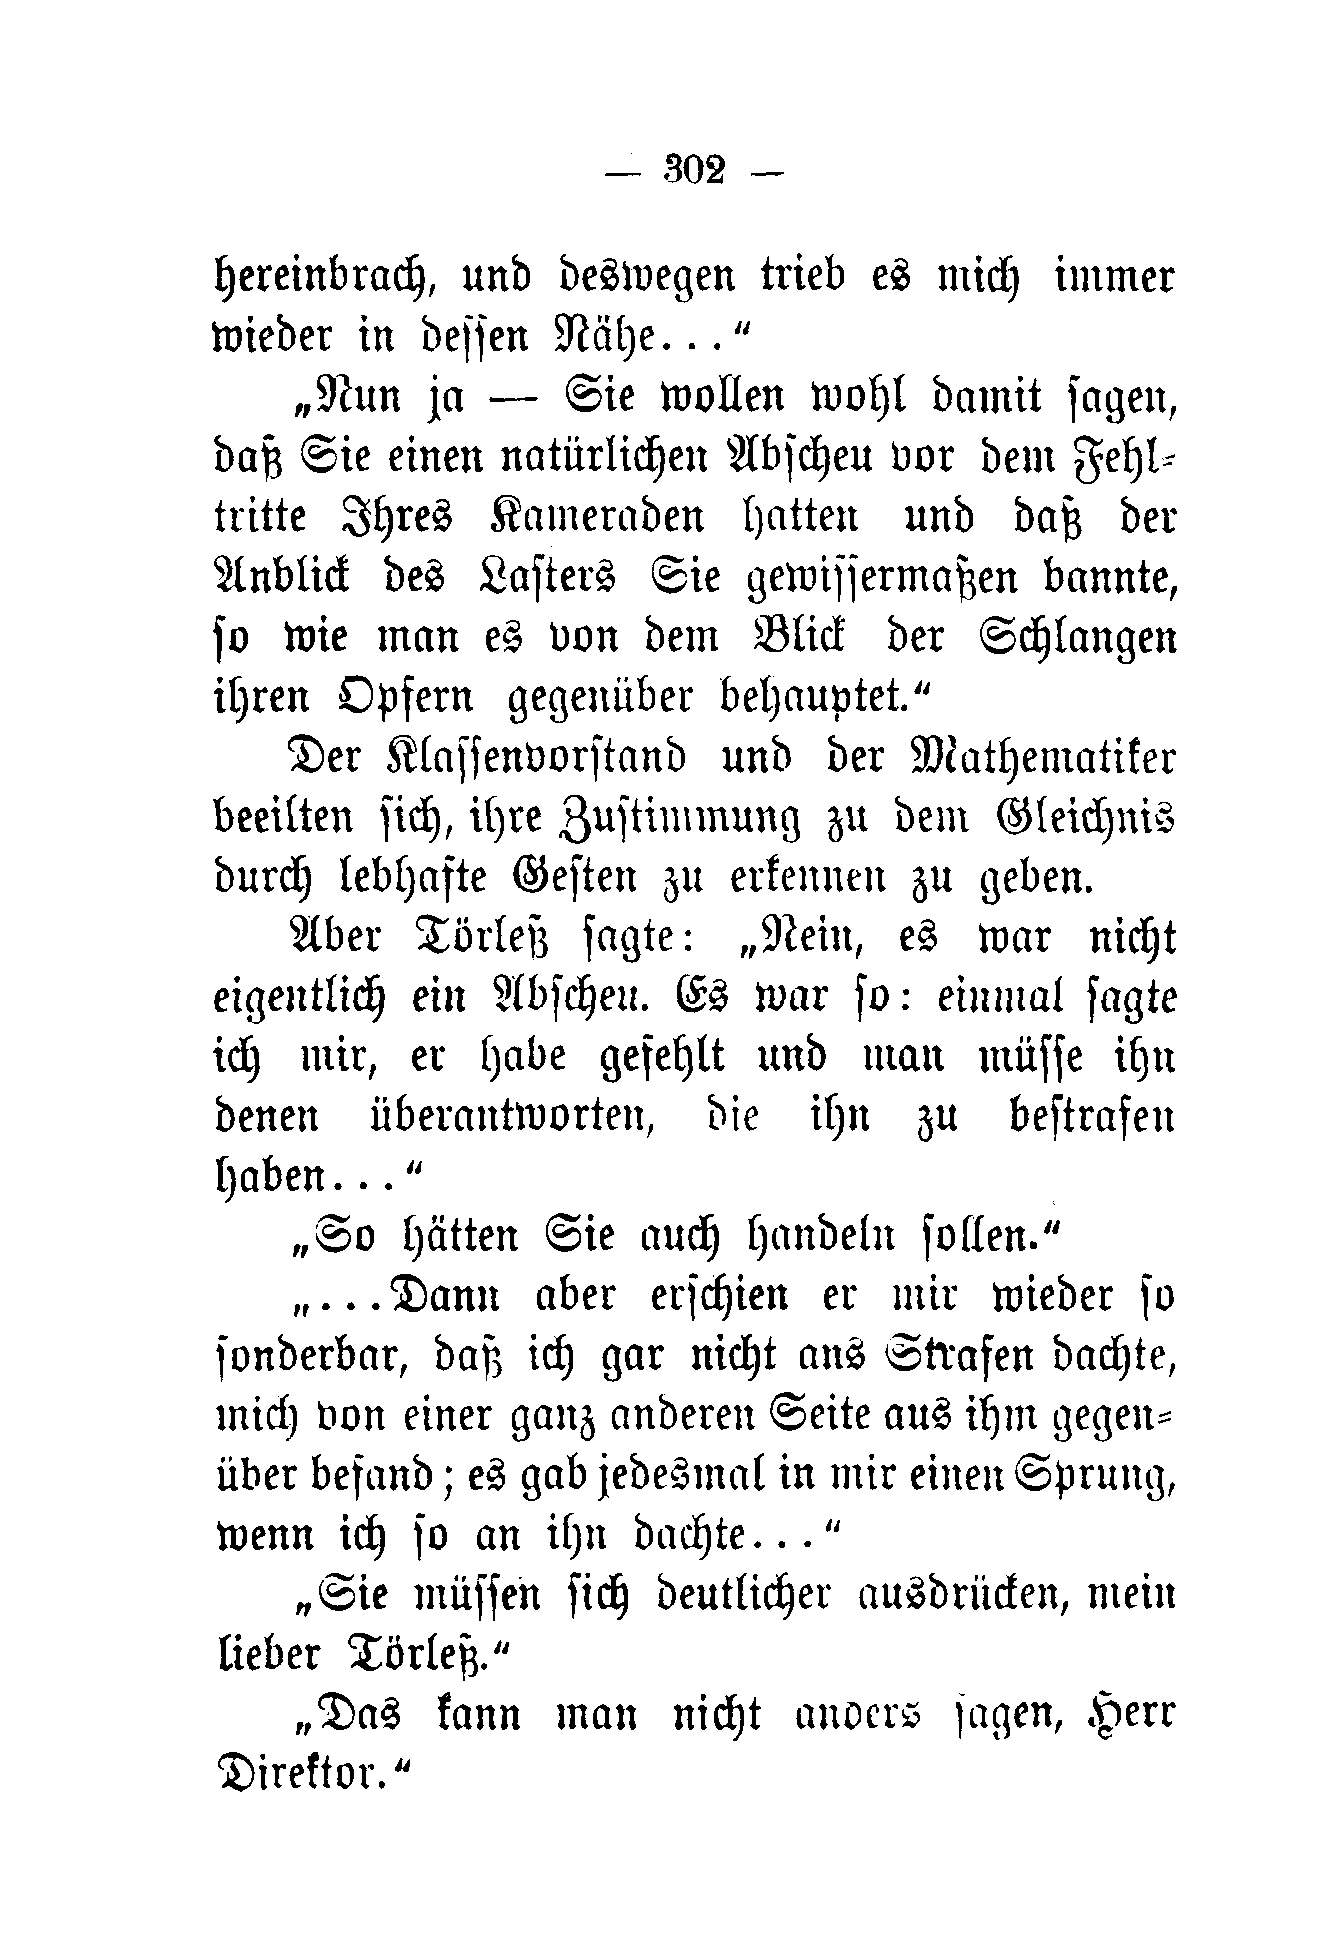 — 302 —
hereinbrach, und deswegen trieb es mich immer
wieder in dessen Nähe. . . “
„Nun ja — Sie wollen wohl damit sagen,
daß Sie einen natürlichen Abscheu vor dem Fehl-
tritte Ihres Kameraden hatten und daß der
Anblick des Lasters Sie gewissermaßen bannte,
so wie man es von dem Blick der Schlangen
ihren Opfern gegenüber behauptet.“
Der Klassenvorstand und der Mathematiker
beeilten sich, ihre Zustimmung zu dem Gleichnis
durch lebhafte Gesten zu erkennen zu geben.
Aber Törleß sagte: „Nein, es war nicht
eigentlich ein Abscheu. Es war so: einmal sagte
ich mir, er habe gefehlt und man müsse ihn
denen überantworten, die ihn zu bestrafen
haben. . . “
„So hätten Sie auch handeln sollen.“
„. . . Dann aber erschien er mir wieder so
sonderbar, daß ich gar nicht ans Strafen dachte,
mich von einer ganz anderen Seite aus ihm gegen-
über befand; es gab jedesmal in mir einen Sprung,
wenn ich so an ihn dachte. . . “
„Sie müssen sich deutlicher ausdrücken, mein
lieber Törleß.“
„Das kann man nicht anders sagen, Herr
Direktor.“